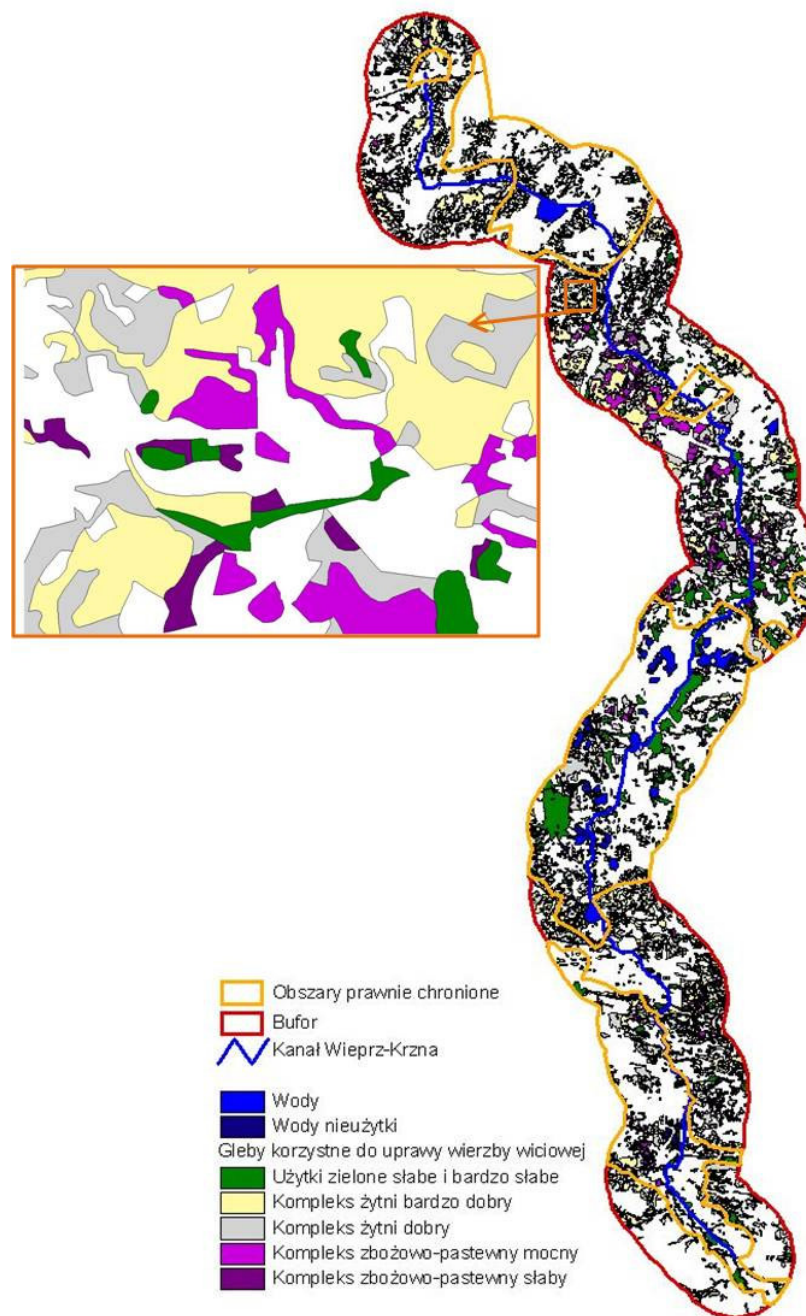 Obszary prawnie chronione
Bufor
Kanał Wieprz-Krzna
Wody
Wody nieużytki
Gleby korzystne do uprawy wierzby wiciowej
Użytki zielone słabe i bardzo słabe
Kompleks żytni bardzo dobry
Kompleks żytni dobry
Kompleks zbożowo-pastewny mocny
Kompleks zbożowo-pastewny słaby